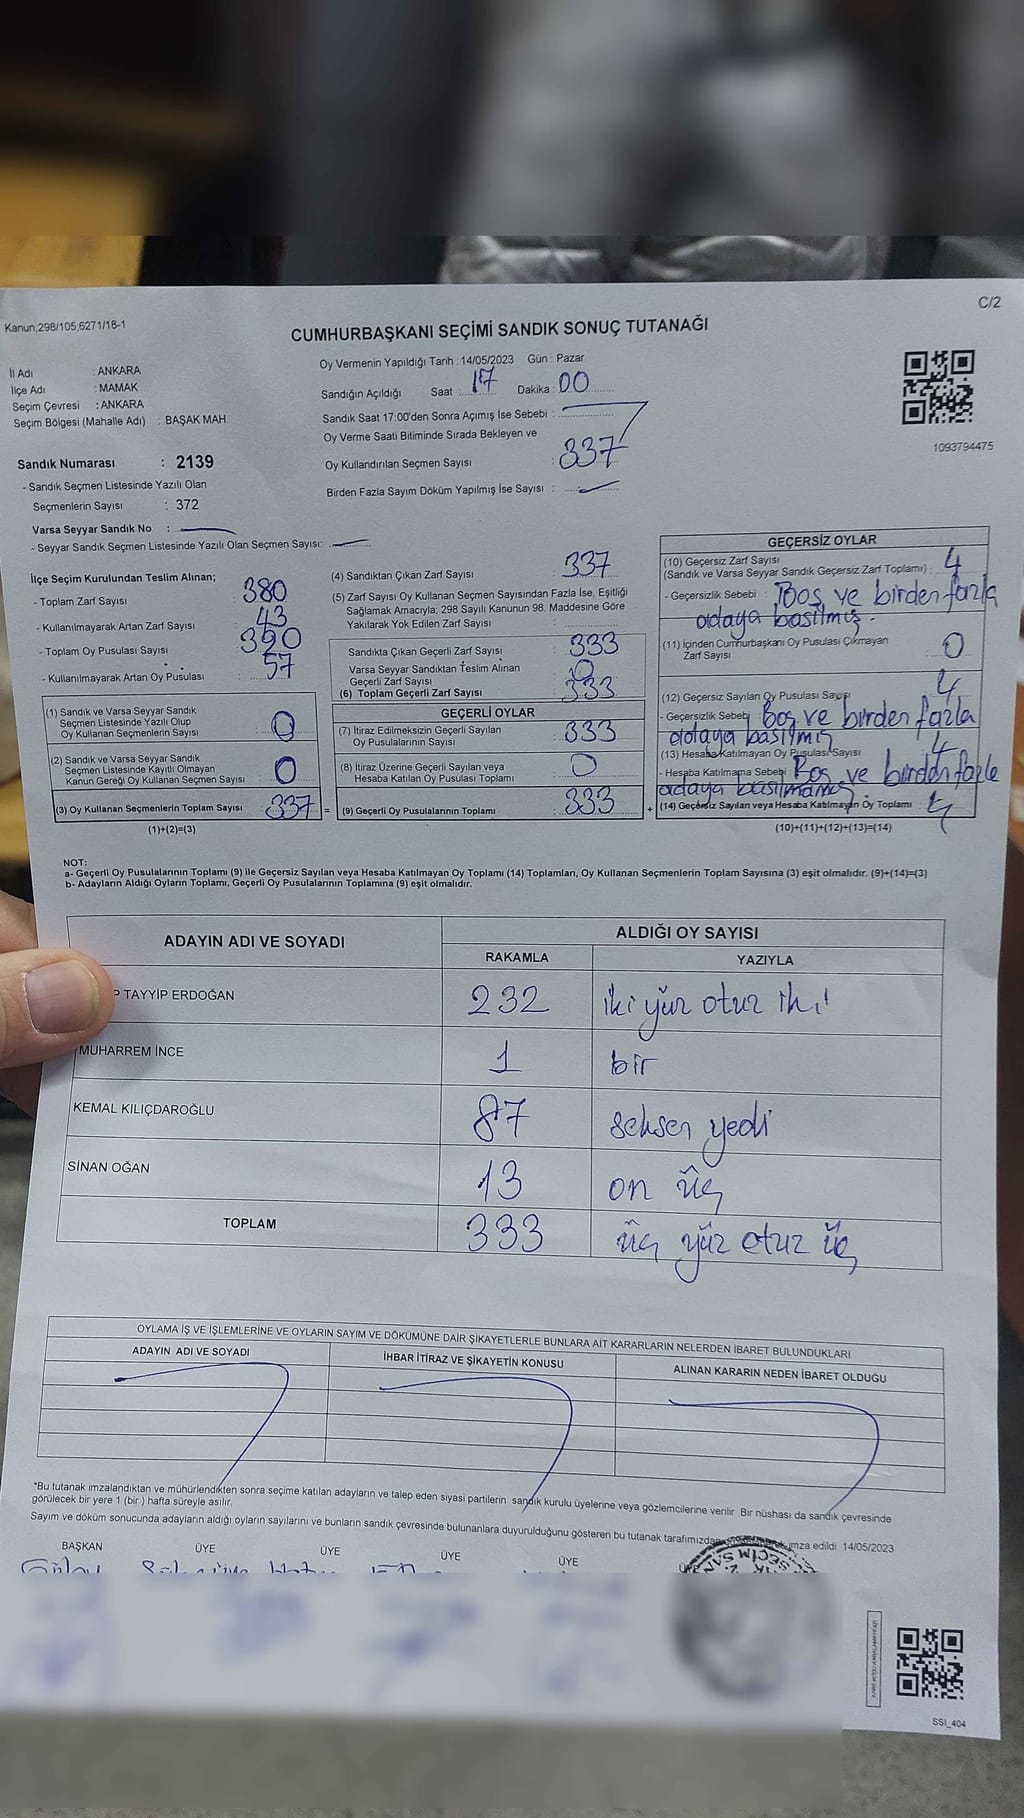 C/2
Kanun:298/105;6271/18-1
CUMHURBAŞKANI SEÇİMİ SANDIK SONUÇ TUTANAĞI
İl Adı : ANKARA
İlçe Adı : MAMAK
Seçim Çevresi : ANKARA
Seçim Bölgesi (Mahalle Adı) : BAŞAK MAH.
Sandık Numarası : 2139
- Sandık Seçmen Listesinde Yazılı Olan
Seçmenlerin Sayısı : 372
Varsa Seyyar Sandık No :
- Seyyar Sandık Seçmen Listesinde Yazılı Olan Seçmen Sayısı:
Oy Vermenin Yapıldığı Tarih : 14/05/2023 Gün : Pazar
Sandığın Açıldığı Saat : 17 Dakika : 00
Sandık Saat 17.00'den Sonra Açımış İse Sebebi :
Oy Verme Saati Bitiminde Sırada Bekleyen ve
Oy Kullandırılan Seçmen Sayısı : 337
Birden Fazla Sayım Döküm Yapılmış İse Sayısı :
1093794475
İlçe Seçim Kurulundan Teslim Alınan;
- Toplam Zarf Sayısı : 380
- Kullanılmayarak Artan Zarf Sayısı : 43
- Toplam Oy Pusulası Sayısı : 390
- Kullanılmayarak Artan Oy Pusulası : 57
(1) Sandık ve Varsa Seyyar Sandık
Seçmen Listesinde Yazılı Olup
Oy Kullanan Seçmenlerin Sayısı : 0
(2) Sandık ve Varsa Seyyar Sandık
Seçmen Listesinde Kayıtlı Olmayan
Kanun Gereği Oy Kullanan Seçmen Sayısı : 0
(3) Oy Kullanan Seçmenlerin Toplam Sayısı : 337 =
(1)+(2)=(3)
(4) Sandıktan Çıkan Zarf Sayısı : 337
(5) Zarf Sayısı Oy Kullanan Seçmen Sayısından Fazla İse, Eşitliği
Sağlamak Amacıyla; 298 Sayılı Kanunun 98. Maddesine Göre
Yakılarak Yok Edilen Zarf Sayısı :
Sandıkta Çıkan Geçerli Zarf Sayısı : 333
Varsa Seyyar Sandıktan Teslim Alınan
Geçerli Zarf Sayısı : 0
(6) Toplam Geçerli Zarf Sayısı : 333
GEÇERLİ OYLAR
(7) İtiraz Edilmeksizin Geçerli Sayılan
Oy Pusulalarının Sayısı : 333
(8) İtiraz Üzerine Geçerli Sayılan veya
Hesaba Katılan Oy Pusulası Toplamı : 0
(9) Geçerli Oy Pusulalarının Toplamı : 333 +
GEÇERSİZ OYLAR
(10) Geçersiz Zarf Sayısı
(Sandık ve Varsa Seyyar Sandık Geçersiz Zarf Toplamı) : 4
- Geçersizlik Sebebi : Boş ve birden fazla
adaya basılmış
(11) İçinden Cumhurbaşkanı Oy Pusulası Çıkmayan
Zarf Sayısı : 0
(12) Geçersiz Sayılan Oy Pusulası Sayısı 4
- Geçersizlik Sebebi Boş ve birden fazla
adaya basılmış
(13) Hesaba Katılmayan Oy Pusulası Sayısı 4
- Hesaba Katılmama Sebebi Boş ve birden fazla
adaya basılmamış
(14) Geçersiz Sayılan veya Hesaba Katılmayan Oy Toplamı : 4
(10)+(11)+(12)+(13)=(14)
NOT:
a- Geçerli Oy Pusulalarının Toplamı (9) ile Geçersiz Sayılan veya Hesaba Katılmayan Oy Toplamı (14) Toplamları, Oy Kullanan Seçmenlerin Toplam Sayısına (3) eşit olmalıdır. (9)+(14)=(3)
b- Adayların Aldığı Oyların Toplamı, Geçerli Oy Pusulalarının Toplamına (9) eşit olmalıdır.
ADAYIN ADI VE SOYADI ALDIĞI OY SAYISI
RAKAMLA YAZIYLA
P TAYYİP ERDOĞAN 232 iki yüz otuz iki
MUHARREM İNCE 1 bir
KEMAL KILIÇDAROĞLU 87 seksen yedi
SİNAN OĞAN 13 on üç
TOPLAM 333 üç yüz otuz üç
OYLAMA İŞ VE İŞLEMLERİNE VE OYLARIN SAYIM VE DÖKÜMÜNE DAİR ŞİKAYETLERLE BUNLARA AİT KARARLARIN NELERDEN İBARET BULUNDUKLARI
ADAYIN ADI VE SOYADI İHBAR İTİRAZ VE ŞİKAYETİN KONUSU ALINAN KARARIN NEDEN İBARET OLDUĞU
*Bu tutanak imzalandıktan ve mühürlendikten sonra seçime katılan adayların ve talep eden siyasi partilerin sandık kurulu üyelerine veya gözlemcilerine verilir. Bir nüshası da sandık çevresinde
görülecek bir yere 1 (bir ) hafta süreyle asılır.
Sayım ve döküm sonucunda adayların aldığı oyların sayılarını ve bunların sandık çevresinde bulunanlara duyurulduğunu gösteren bu tutanak tarafımızdan imza edildi. 14/05/2023
BAŞKAN ÜYE ÜYE ÜYE ÜYE
SSI_404